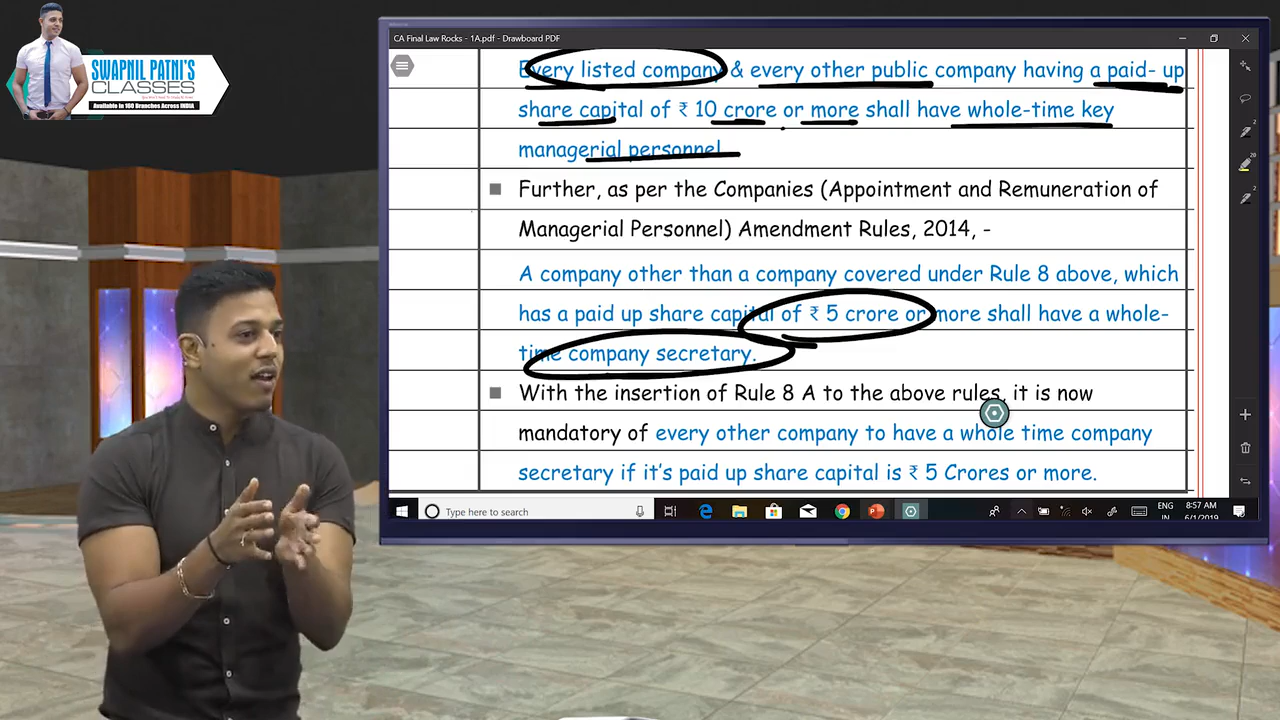 SWAPNIL PATNI'S
CLASSES
Available in 160 Branches Across INDIA
CA Final Law Rocks - 1A.pdf - Drawboard PDF
Every listed company & every other public company having a paid- up
share capital of ₹ 10 crore or more shall have whole-time key
managerial personnel
■ Further, as per the Companies (Appointment and Remuneration of
Managerial Personnel) Amendment Rules, 2014, -
A company other than a company covered under Rule 8 above, which
has a paid up share capital of ₹ 5 crore or more shall have a whole-
time company secretary.
■ With the insertion of Rule 8 A to the above rules, it is now
mandatory of every other company to have a whole time company
secretary if it's paid up share capital is ₹ 5 Crores or more.
Type here to search
ENG
IN
8:57 AM
6/1/2019